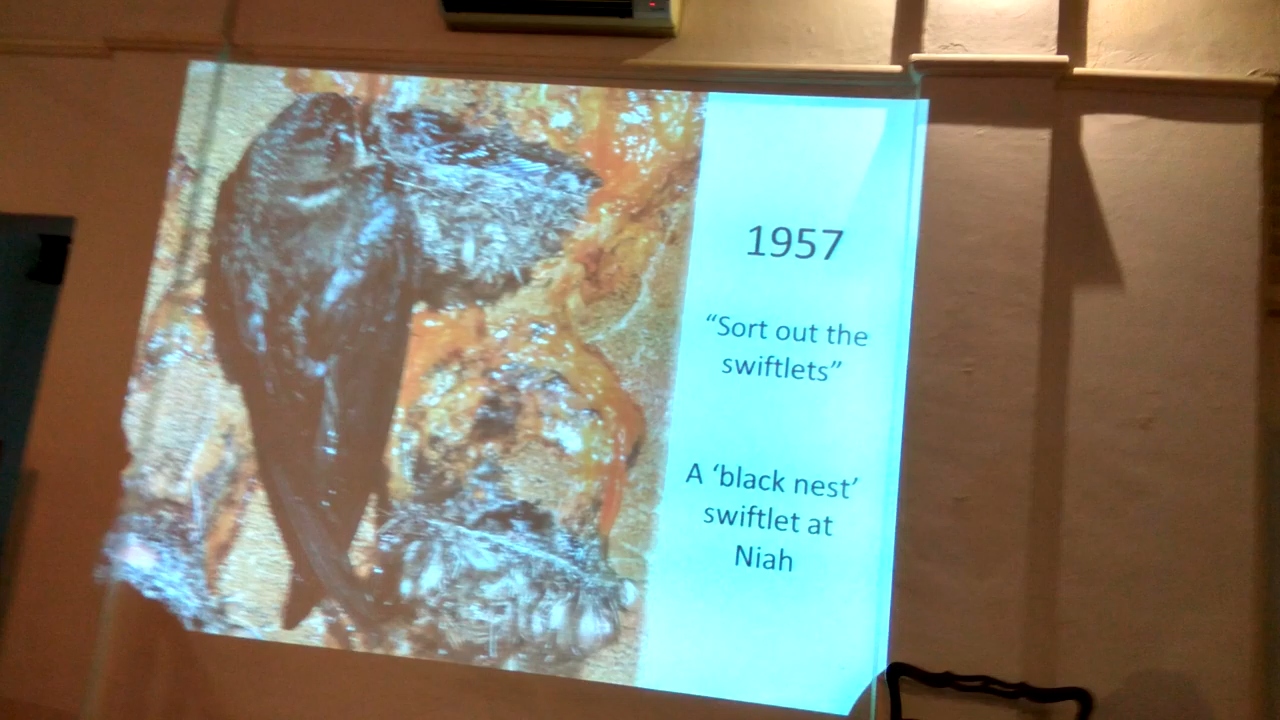 1957
“Sort out the
swiftlets”
A ‘black nest’
swiftlet at
Niah